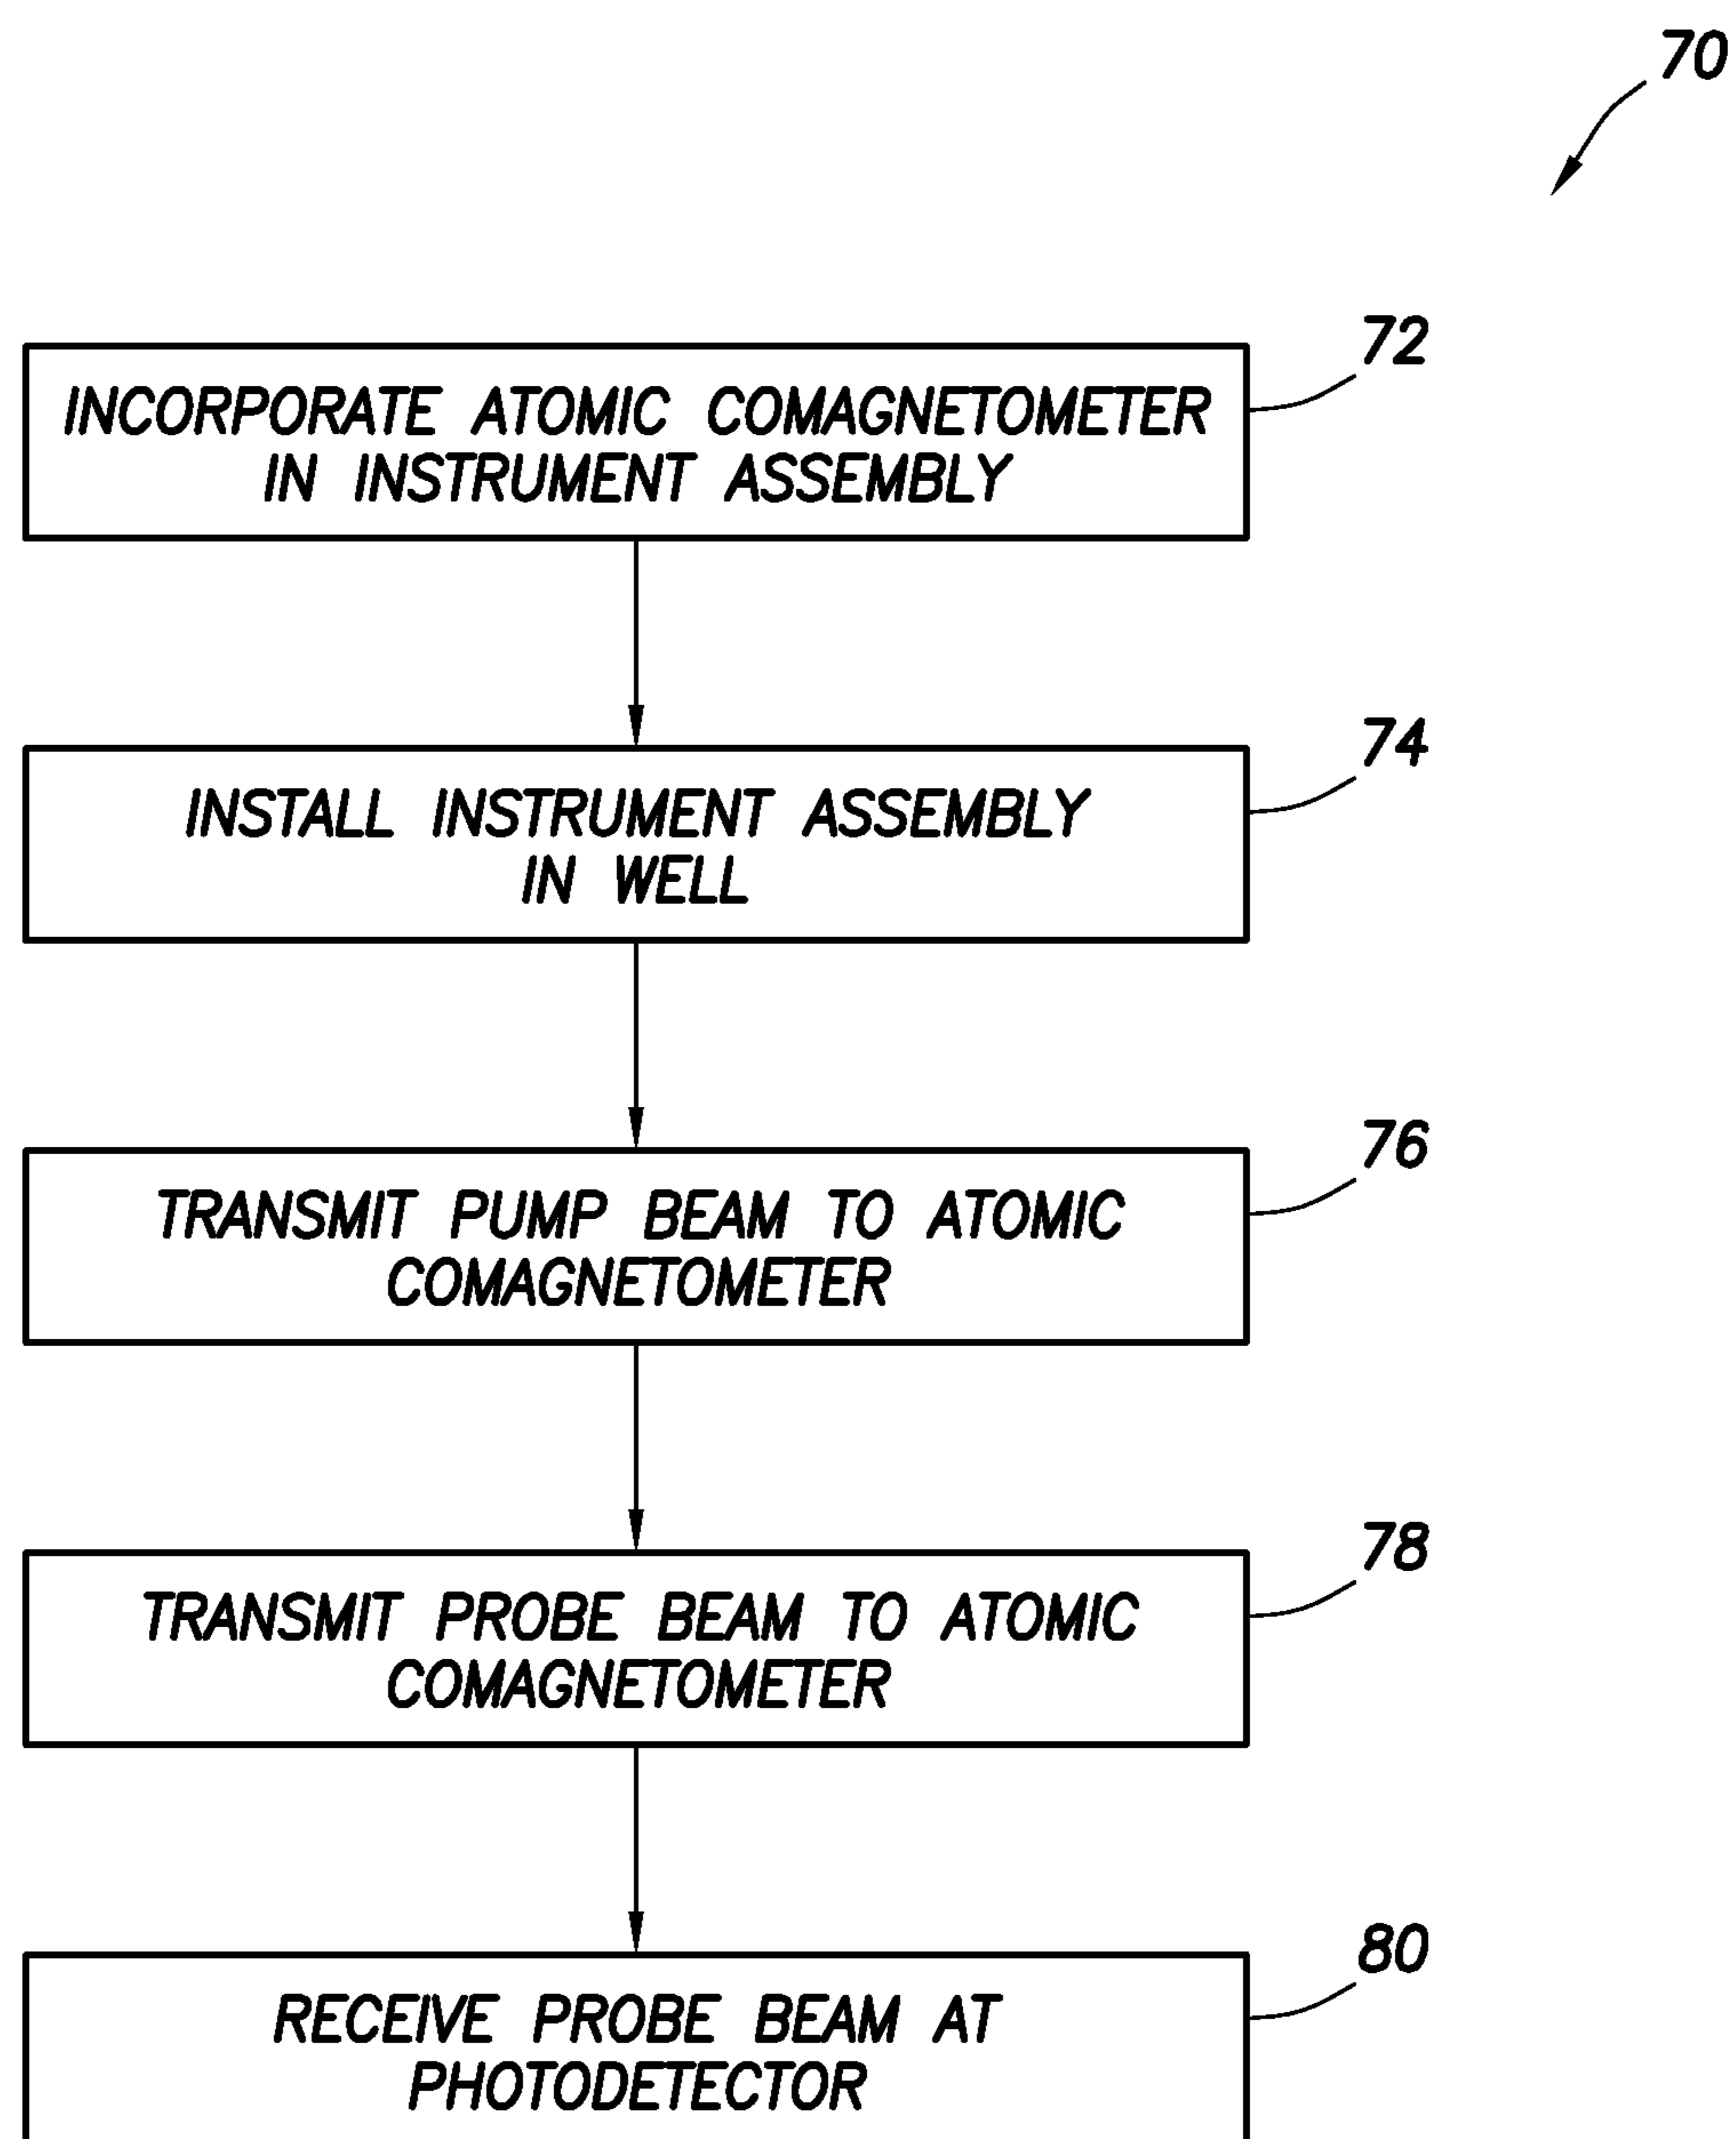 70
72
INCORPORATE ATOMIC COMAGNETOMETER
IN INSTRUMENT ASSEMBLY
74
INSTALL INSTRUMENT ASSEMBLY
IN WELL
76
TRANSMIT PUMP BEAM TO ATOMIC
COMAGNETOMETER
78
TRANSMIT PROBE BEAM TO ATOMIC
COMAGNETOMETER
80
RECEIVE PROBE BEAM AT
PHOTODETECTOR